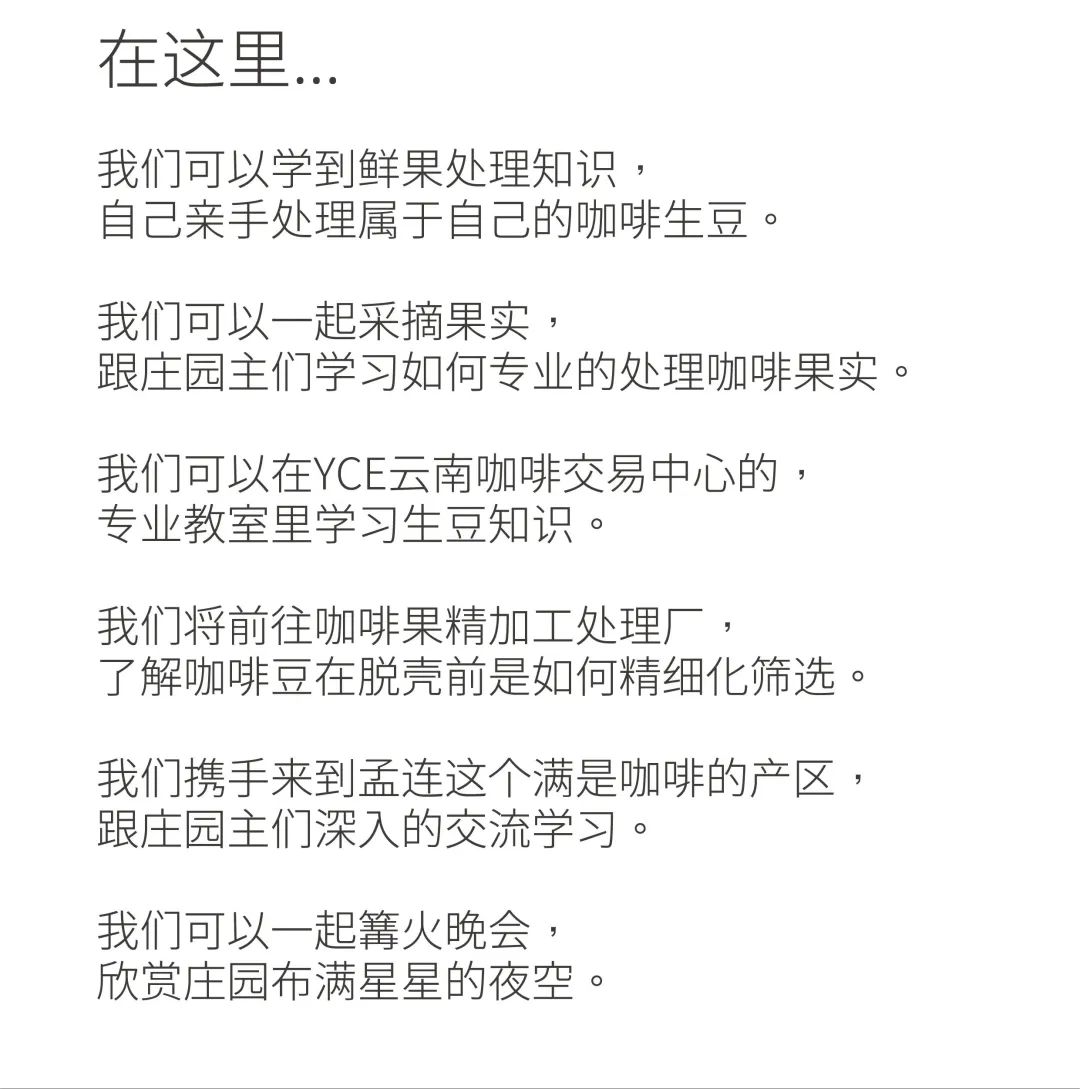 在这里...
我们可以学到鲜果处理知识，
自己亲手处理属于自己的咖啡生豆。
我们可以一起采摘果实，
跟庄园主们学习如何专业的处理咖啡果实。
我们可以在YCE云南咖啡交易中心的，
专业教室里学习生豆知识。
我们将前往咖啡果精加工处理厂，
了解咖啡豆在脱壳前是如何精细化筛选。
我们携手来到孟连这个满是咖啡的产区，
跟庄园主们深入的交流学习。
我们可以一起篝火晚会，
欣赏庄园布满星星的夜空。